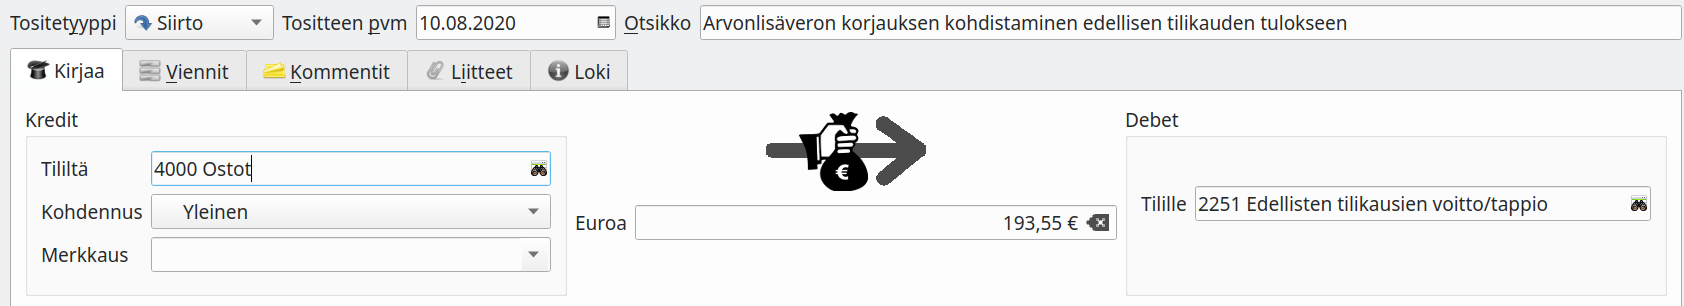 Tositetyyppi Siirto Tositteen pvm 10.08.2020 Otsikko Arvonlisäveron korjauksen kohdistaminen edellisen tilikauden tulokseen
Kirjaa Viennit Kommentit Liitteet Loki
Kredit
Tililtä 4000 Ostot
Kohdennus Yleinen
Merkkaus
€
Euroa 193,55 €
Debet
Tilille 2251 Edellisten tilikausien voitto/tappio